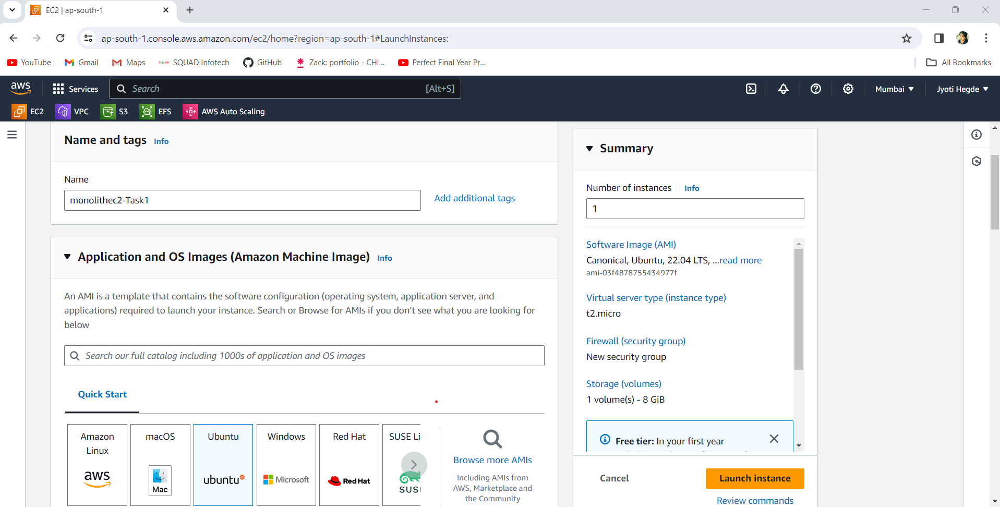 EC2 | ap-south-1
ap-south-1.console.aws.amazon.com/ec2/home?region=ap-south-1#LaunchInstances:
YouTube
Gmail
Maps
SQUAD Infotech
GitHub
Zack: portfolio - CHI...
Perfect Final Year Pr...
All Bookmarks
aws
Services
Search
[Alt+S]
Mumbai
Jyoti Hegde
EC2
VPC
S3
EFS
AWS Auto Scaling
Name and tags Info
Name
monolithec2-Task1
Add additional tags
Application and OS Images (Amazon Machine Image) Info
An AMI is a template that contains the software configuration (operating system, application server, and
applications) required to launch your instance. Search or Browse for AMIs if you don’t see what you are looking for
below
Search our full catalog including 1000s of application and OS images
Quick Start
Amazon
Linux
aws
macOS
Mac
Ubuntu
ubuntu
Windows
Microsoft
Red Hat
Red Hat
SUSE Li
SUS
Browse more AMIs
Including AMIs from
AWS, Marketplace and
the Community
Summary
Number of instances Info
1
Software Image (AMI)
Canonical, Ubuntu, 22.04 LTS, ...read more
ami-03f4878755434977f
Virtual server type (instance type)
t2.micro
Firewall (security group)
New security group
Storage (volumes)
1 volume(s) - 8 GiB
Free tier: In your first year
Cancel
Launch instance
Review commands